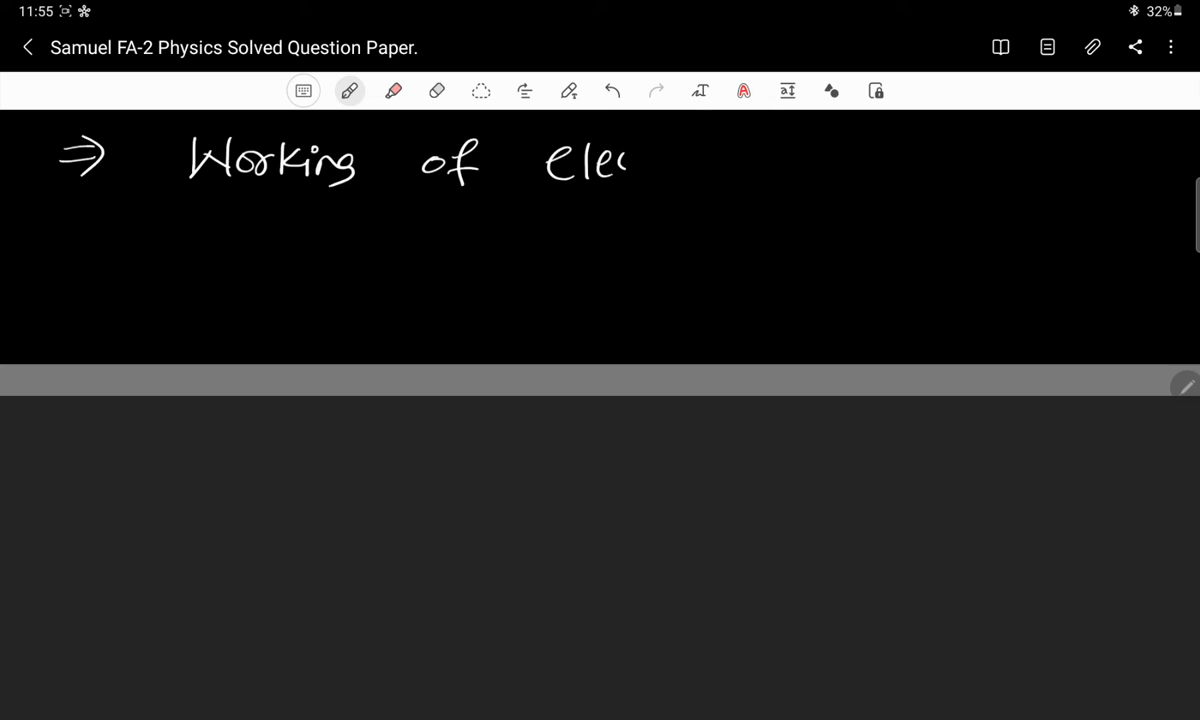 11:55 32%
Samuel FA-2 Physics Solved Question Paper.
⇒ Working of elec